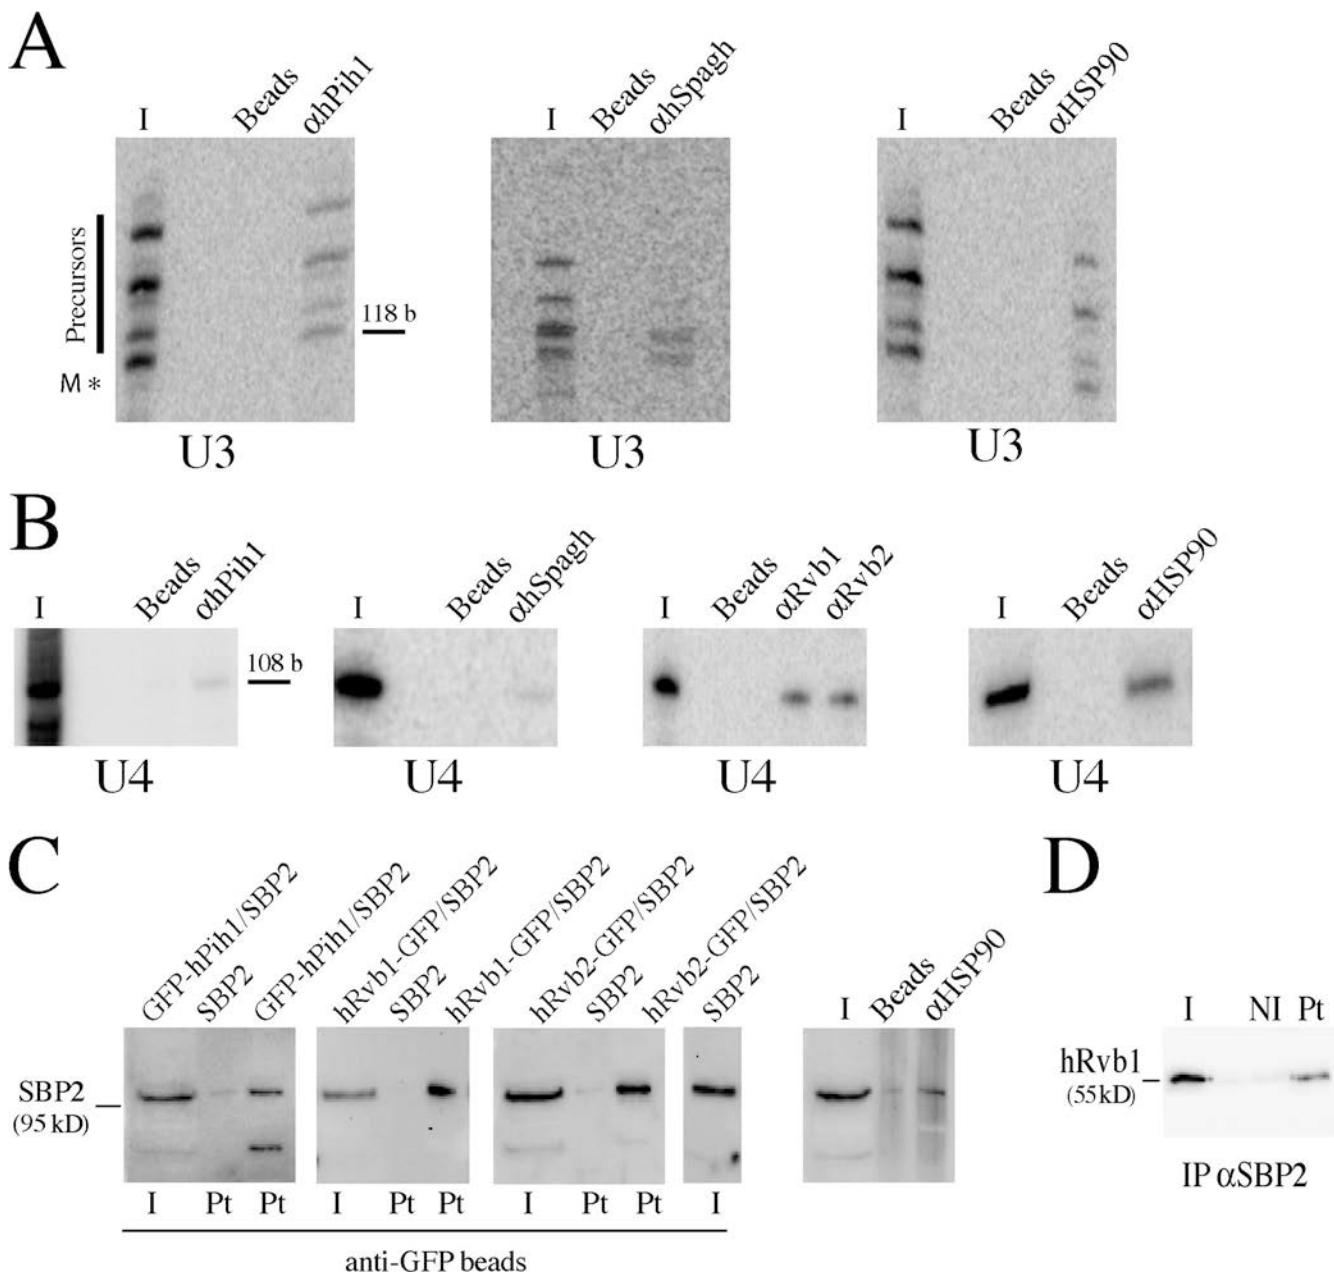 A
I Beads αhPih1
I Beads αhSpagh
I Beads αHSP90
Precursors
118 b
M *
U3
U3
U3
B
I Beads αhPih1
I Beads αhSpagh
I Beads αRvb1 αRvb2
I Beads αHSP90
108 b
U4
U4
U4
U4
C
GFP-hPih1/SBP2
SBP2
GFP-hPih1/SBP2
hRvb1-GFP/SBP2
SBP2
hRvb1-GFP/SBP2
hRvb2-GFP/SBP2
SBP2
hRvb2-GFP/SBP2
SBP2
I Beads αHSP90
SBP2
(95 kD)
I Pt Pt I Pt Pt I Pt Pt I
anti-GFP beads
D
I NI Pt
hRvb1
(55kD)
IP αSBP2